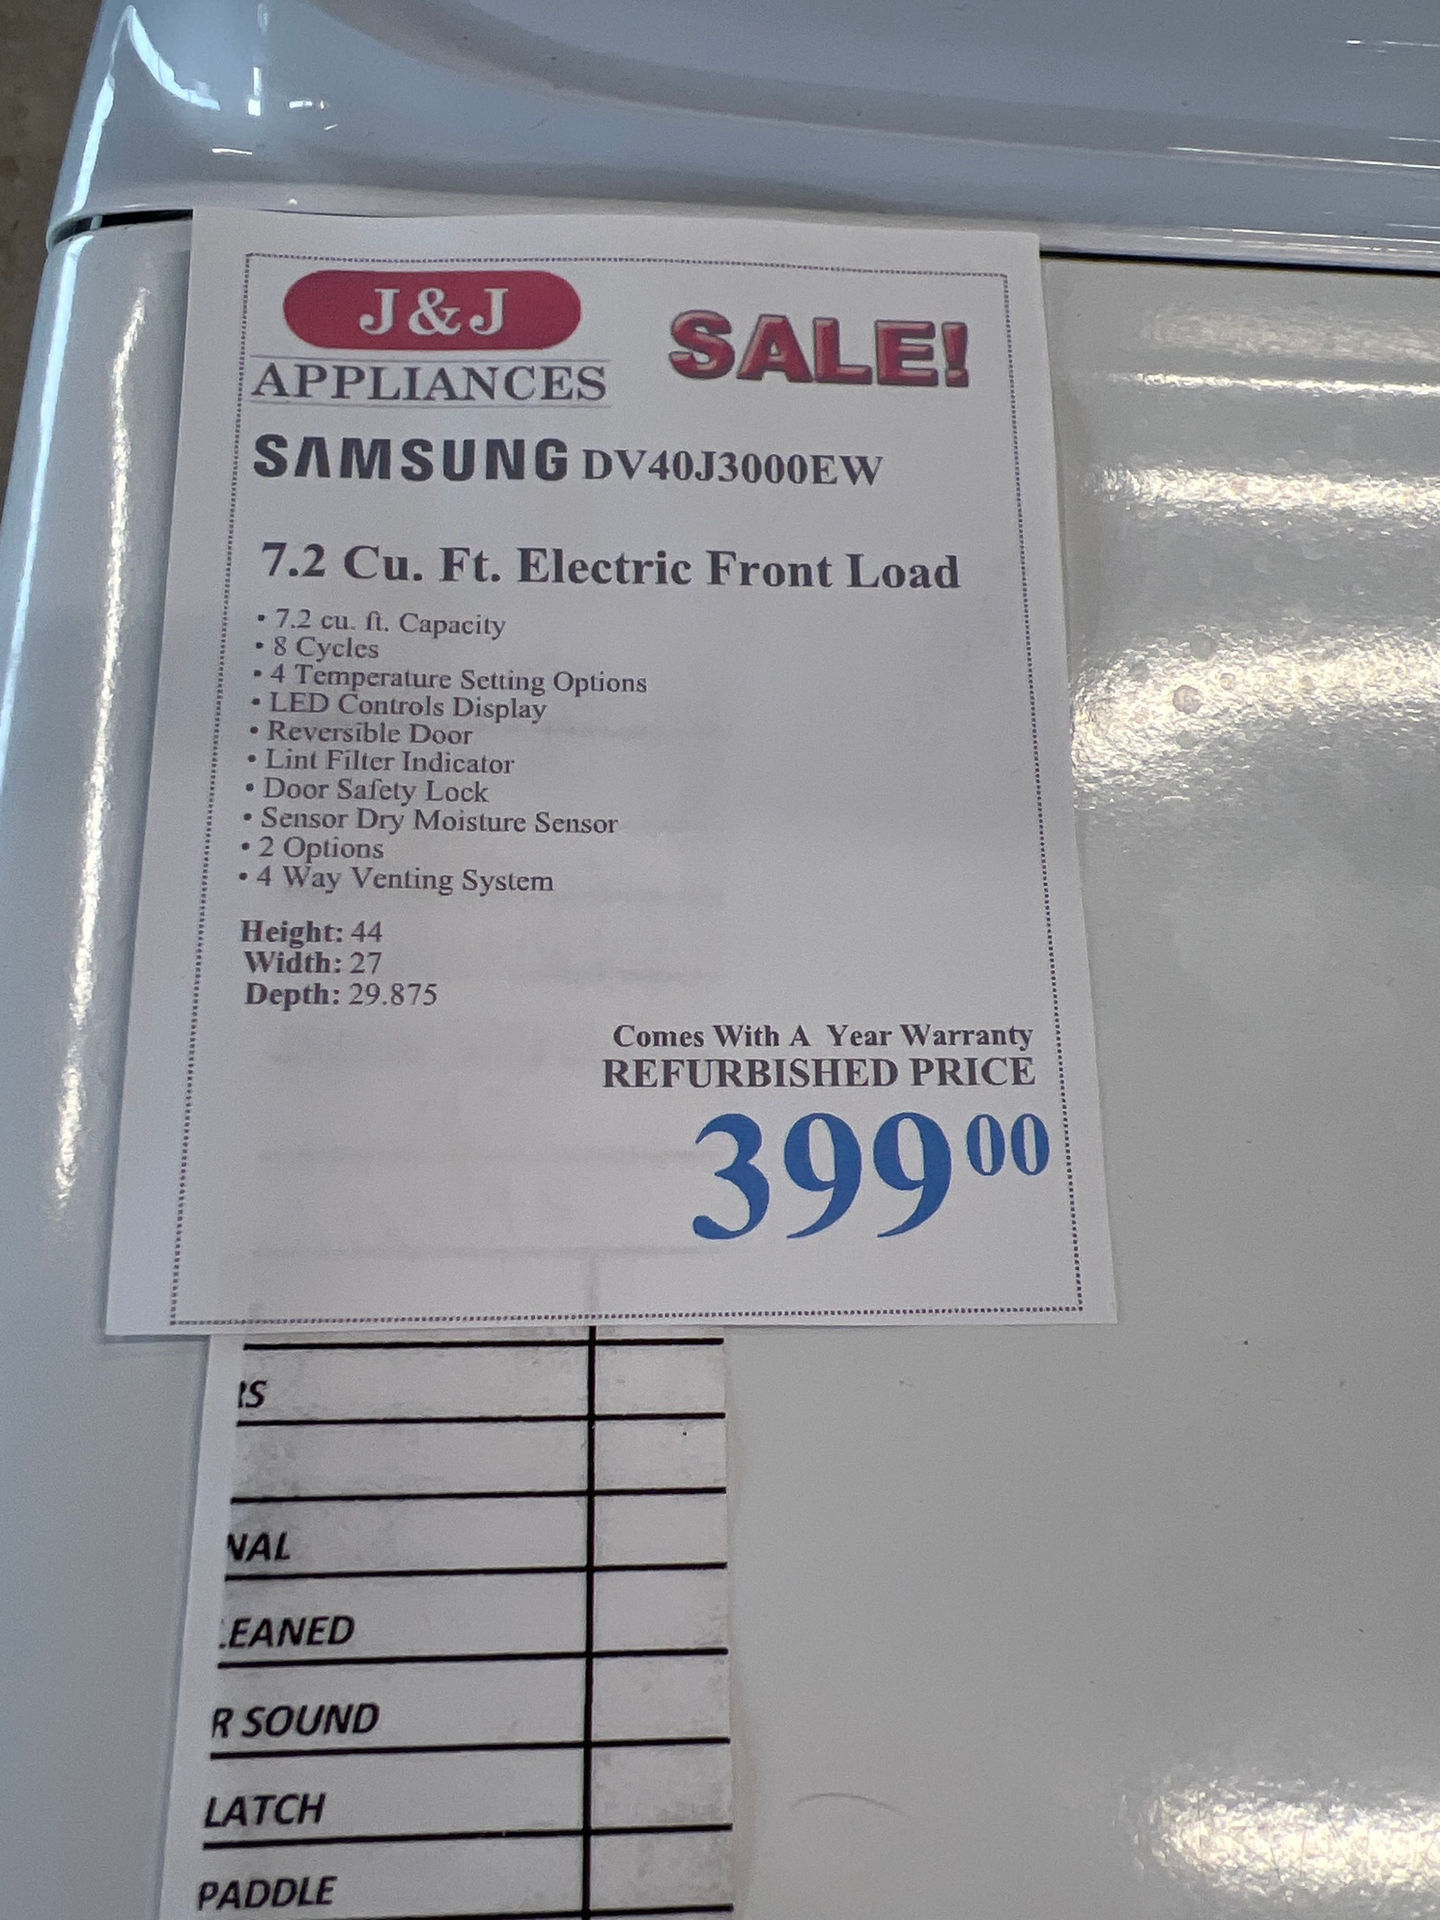 J&J
APPLIANCES
SALE!
SAMSUNG DV40J3000EW
7.2 Cu. Ft. Electric Front Load
• 7.2 cu. ft. Capacity
• 8 Cycles
• 4 Temperature Setting Options
• LED Controls Display
• Reversible Door
• Lint Filter Indicator
• Door Safety Lock
• Sensor Dry Moisture Sensor
• 2 Options
• 4 Way Venting System
Height: 44
Width: 27
Depth: 29.875
Comes With A Year Warranty
REFURBISHED PRICE
399 00
NAL
LEANED
R SOUND
LATCH
PADDLE